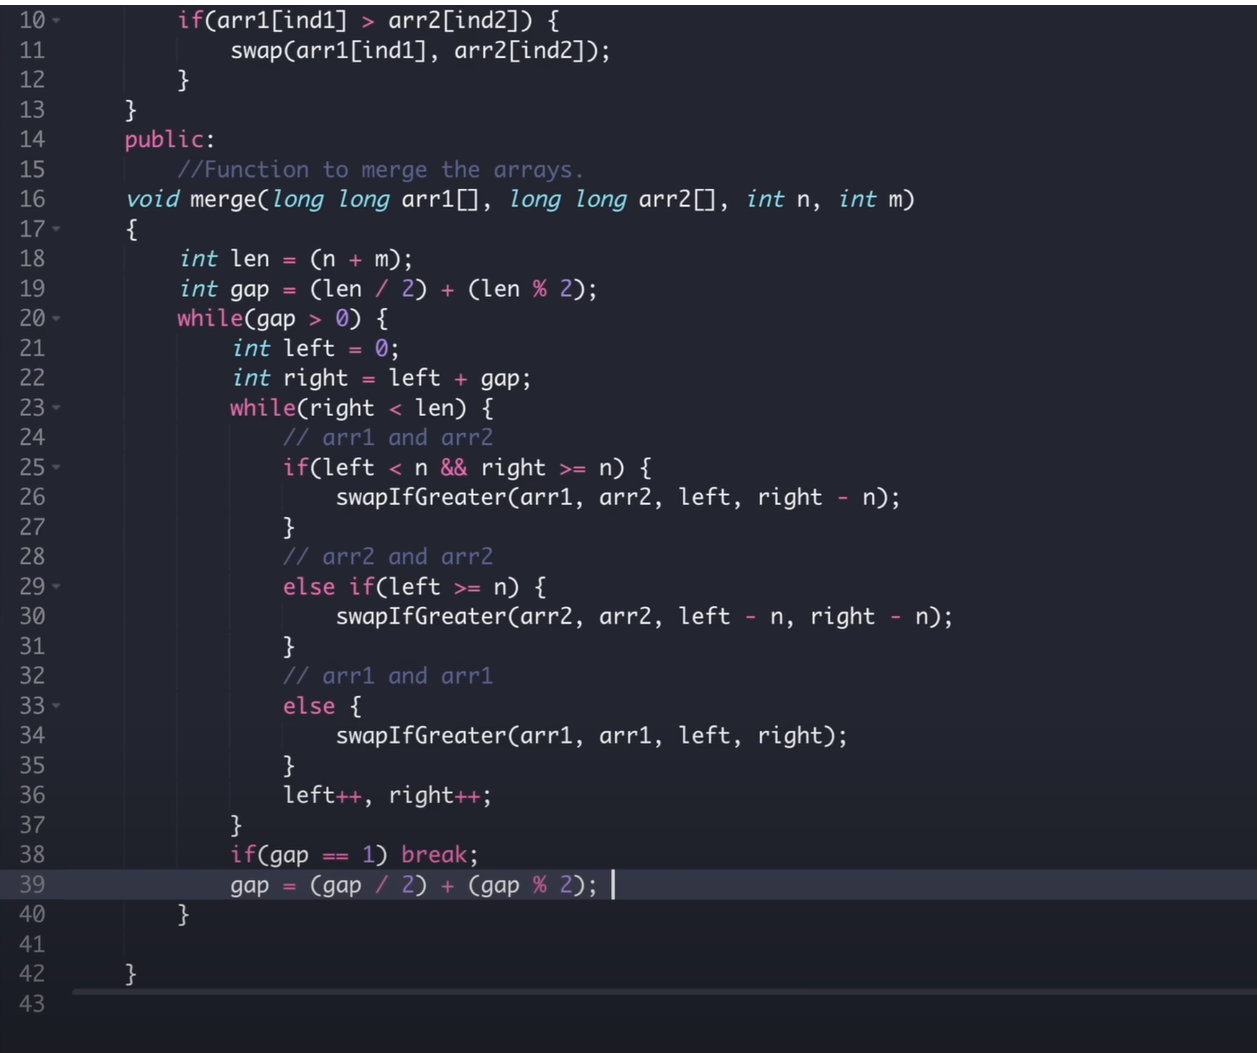 10 if(arr1[ind1] > arr2[ind2]) {
11 swap(arr1[ind1], arr2[ind2]);
12 }
13 }
14 public:
15 //Function to merge the arrays.
16 void merge(long long arr1[], long long arr2[], int n, int m)
17 {
18 int len = (n + m);
19 int gap = (len / 2) + (len % 2);
20 while(gap > 0) {
21 int left = 0;
22 int right = left + gap;
23 while(right < len) {
24 // arr1 and arr2
25 if(left < n && right >= n) {
26 swapIfGreater(arr1, arr2, left, right - n);
27 }
28 // arr2 and arr2
29 else if(left >= n) {
30 swapIfGreater(arr2, arr2, left - n, right - n);
31 }
32 // arr1 and arr1
33 else {
34 swapIfGreater(arr1, arr1, left, right);
35 }
36 left++, right++;
37 }
38 if(gap == 1) break;
39 gap = (gap / 2) + (gap % 2);
40 }
41
42 }
43